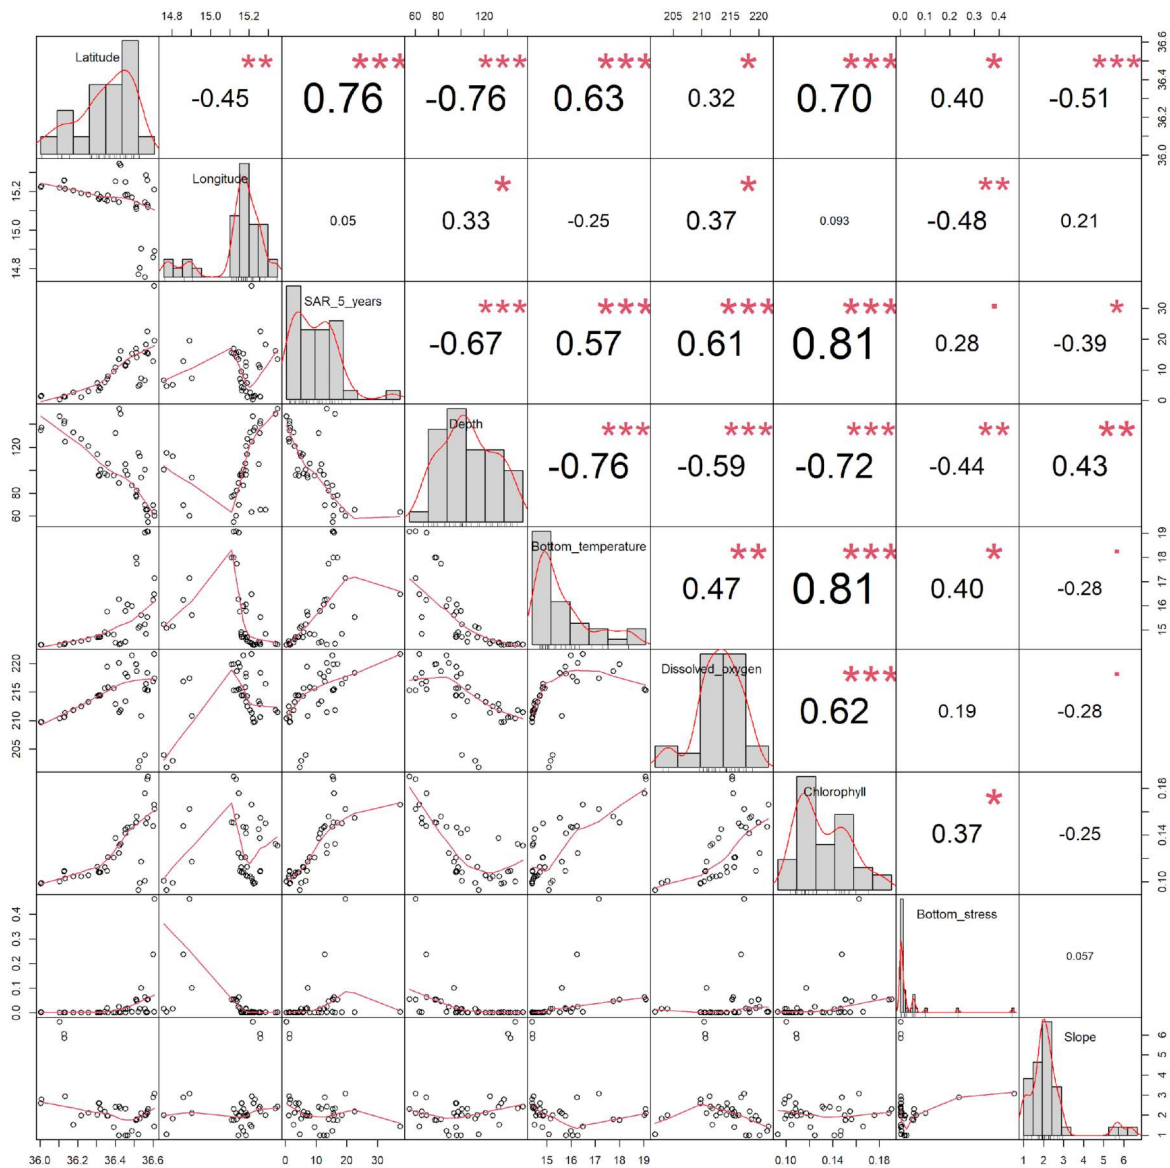 14.8 15.0 15.2 60 80 120 205 210 215 220 0.0 0.1 0.2 0.3 0.4
Latitude ** *** *** *** * *** * ***
-0.45 0.76 -0.76 0.63 0.32 0.70 0.40 -0.51
36.0 36.2 36.4 36.6
Longitude * * **
0.05 0.33 -0.25 0.37 0.093 -0.48 0.21
14.8 15.0 15.2
SAR_5_years *** *** *** *** . *
-0.67 0.57 0.61 0.81 0.28 -0.39
0 10 20 30
Depth *** *** *** ** **
-0.76 -0.59 -0.72 -0.44 0.43
60 80 120
Bottom_temperature ** *** * .
0.47 0.81 0.40 -0.28
15 16 17 18 19
Dissolved_oxygen *** .
0.62 0.19 -0.28
205 210 215 220
Chlorophyll *
0.37 -0.25
0.10 0.14 0.18
Bottom_stress
0.057
0.0 0.1 0.2 0.3 0.4
Slope
1 2 3 4 5 6
36.0 36.2 36.4 36.6 0 10 20 30 15 16 17 18 19 0.10 0.14 0.18 1 2 3 4 5 6